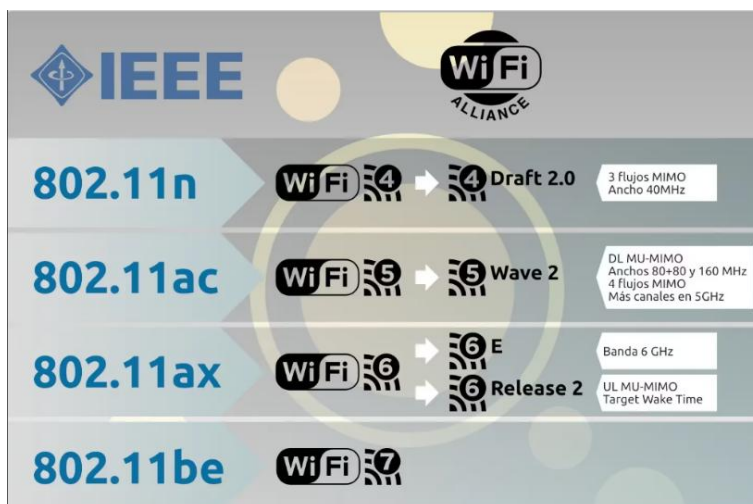 IEEE
WiFi
ALLIANCE
802.11n
WiFi 4
4 Draft 2.0
3 flujos MIMO
Ancho 40MHz
802.11ac
WiFi 5
5 Wave 2
DL MU-MIMO
Anchos 80+80 y 160 MHz
4 flujos MIMO
Más canales en 5GHz
802.11ax
WiFi 6
6 E
Banda 6 GHz
6 Release 2
UL MU-MIMO
Target Wake Time
802.11be
WiFi 7